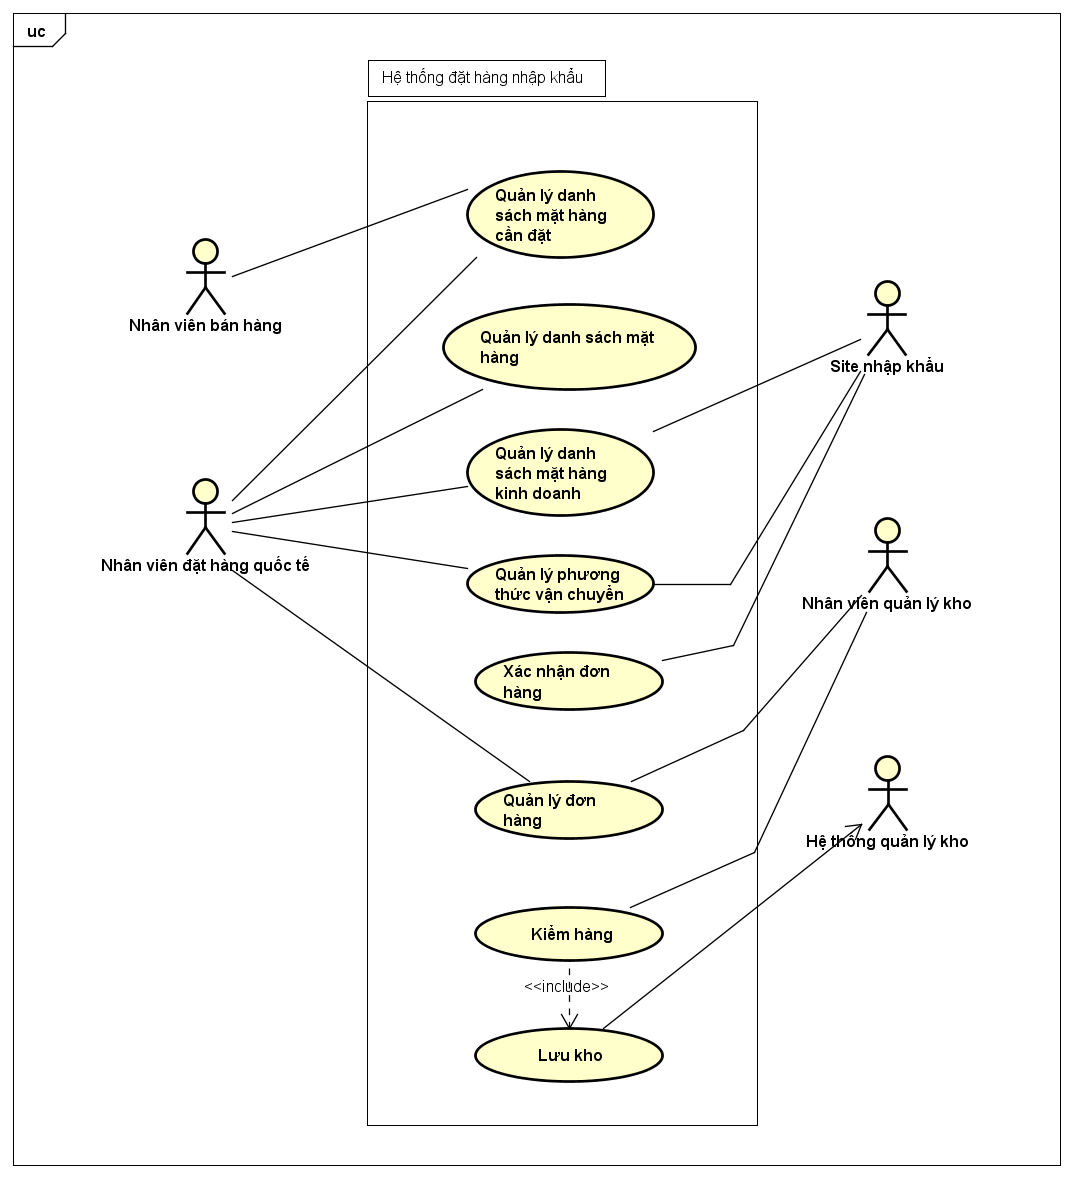 uc
Hệ thống đặt hàng nhập khẩu
Quản lý danh
sách mặt hàng
cần đặt
Nhân viên bán hàng
Quản lý danh sách mặt
hàng
Site nhập khẩu
Quản lý danh
sách mặt hàng
kinh doanh
Nhân viên đặt hàng quốc tế
Quản lý phương
thức vận chuyển
Nhân viên quản lý kho
Xác nhận đơn
hàng
Quản lý đơn
hàng
Hệ thống quản lý kho
Kiểm hàng
<<include>>
Lưu kho